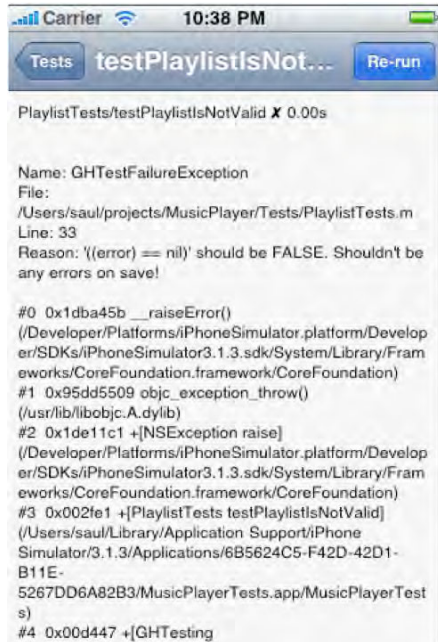 Carrier 10:38 PM
Tests testPlaylistIsNot... Re-run
PlaylistTests/testPlaylistIsNotValid ✘ 0.00s
Name: GHTestFailureException
File:
/Users/saul/projects/MusicPlayer/Tests/PlaylistTests.m
Line: 33
Reason: '((error) == nil)' should be FALSE. Shouldn't be
any errors on save!
#0 0x1dba45b __raiseError()
(/Developer/Platforms/iPhoneSimulator.platform/Develop
er/SDKs/iPhoneSimulator3.1.3.sdk/System/Library/Fram
eworks/CoreFoundation.framework/CoreFoundation)
#1 0x95dd5509 objc_exception_throw()
(/usr/lib/libobjc.A.dylib)
#2 0x1de11c1 +[NSException raise]
(/Developer/Platforms/iPhoneSimulator.platform/Develop
er/SDKs/iPhoneSimulator3.1.3.sdk/System/Library/Fram
eworks/CoreFoundation.framework/CoreFoundation)
#3 0x002fe1 +[PlaylistTests testPlaylistIsNotValid]
(/Users/saul/Library/Application Support/iPhone
Simulator/3.1.3/Applications/6B5624C5-F42D-42D1-
B11E-
5267DD6A82B3/MusicPlayerTests.app/MusicPlayerTest
s)
#4 0x00d447 +[GHTesting